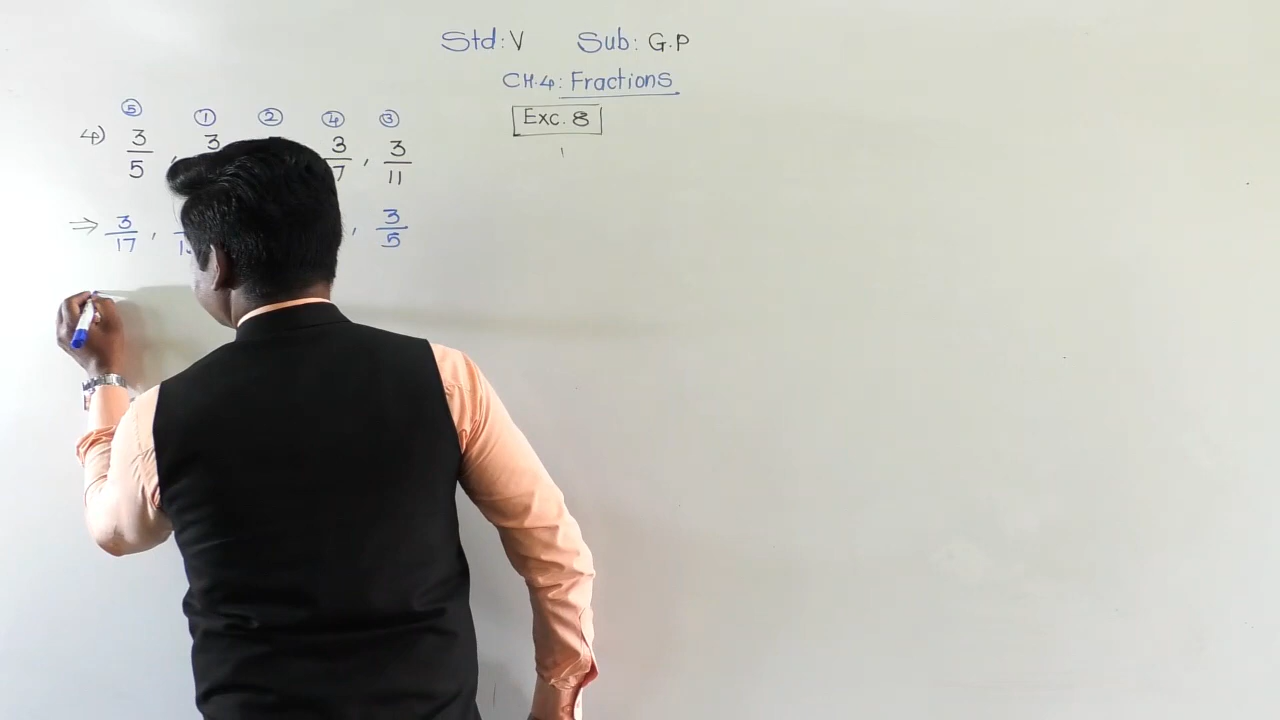 Std: V Sub: G.P
CH.4: Fractions
Exc. 8
⑤ ① ② ④ ③
4) 3/5 , 3 3/7 , 3/11
⇒ 3/17 , , 3/5